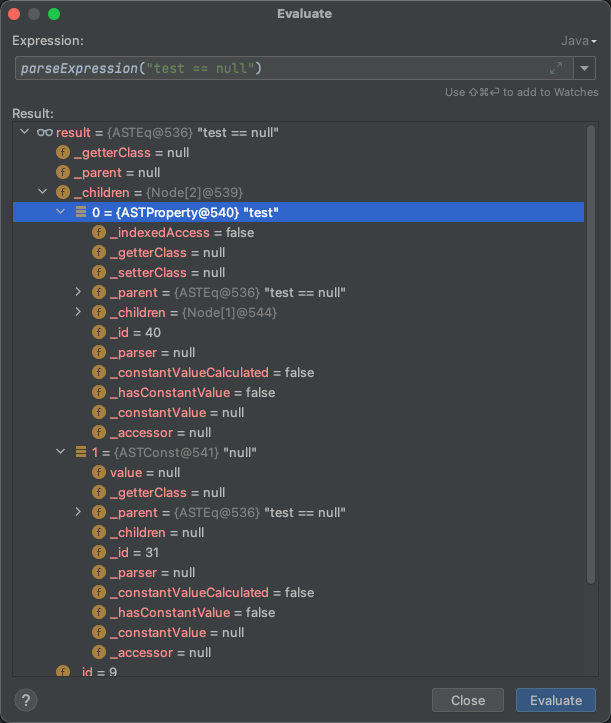 Evaluate
Expression:
Java
parseExpression("test == null")
Use ⇧⌘⏎ to add to Watches
Result:
result = {ASTEq@536} "test == null"
f _getterClass = null
f _parent = null
f _children = {Node[2]@539}
0 = {ASTProperty@540} "test"
f _indexedAccess = false
f _getterClass = null
f _setterClass = null
f _parent = {ASTEq@536} "test == null"
f _children = {Node[1]@544}
f _id = 40
f _parser = null
f _constantValueCalculated = false
f _hasConstantValue = false
f _constantValue = null
f _accessor = null
1 = {ASTConst@541} "null"
f value = null
f _getterClass = null
f _parent = {ASTEq@536} "test == null"
f _children = null
f _id = 31
f _parser = null
f _constantValueCalculated = false
f _hasConstantValue = false
f _constantValue = null
f _accessor = null
f _id = 9
? Close Evaluate